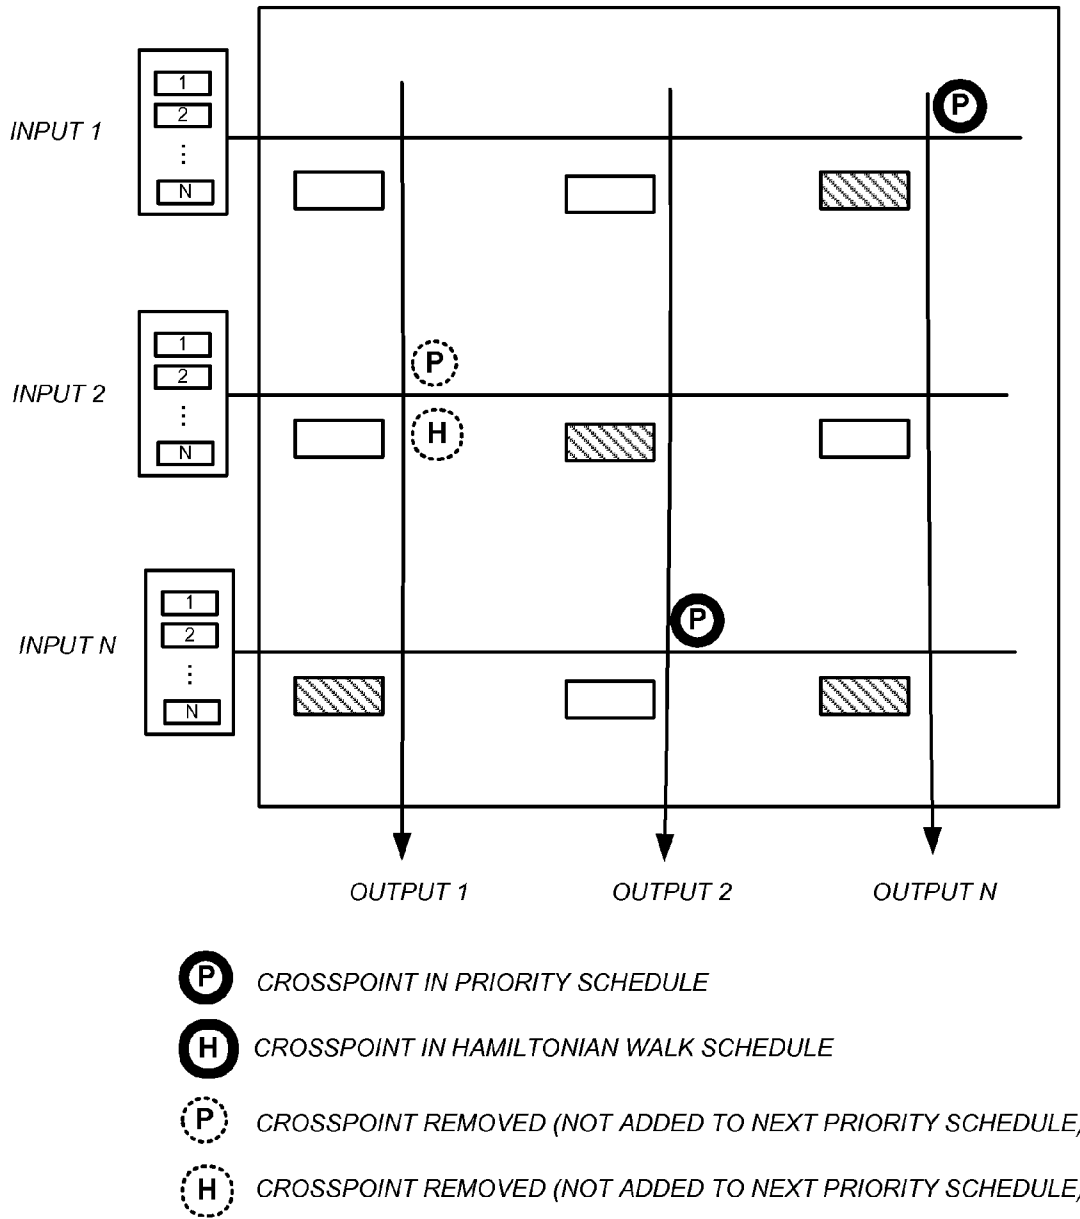 1
2
⋮
N
INPUT 1
P
1
2
⋮
N
INPUT 2
P
H
1
2
⋮
N
INPUT N
P
OUTPUT 1 OUTPUT 2 OUTPUT N
P CROSSPOINT IN PRIORITY SCHEDULE
H CROSSPOINT IN HAMILTONIAN WALK SCHEDULE
P CROSSPOINT REMOVED (NOT ADDED TO NEXT PRIORITY SCHEDULE)
H CROSSPOINT REMOVED (NOT ADDED TO NEXT PRIORITY SCHEDULE)